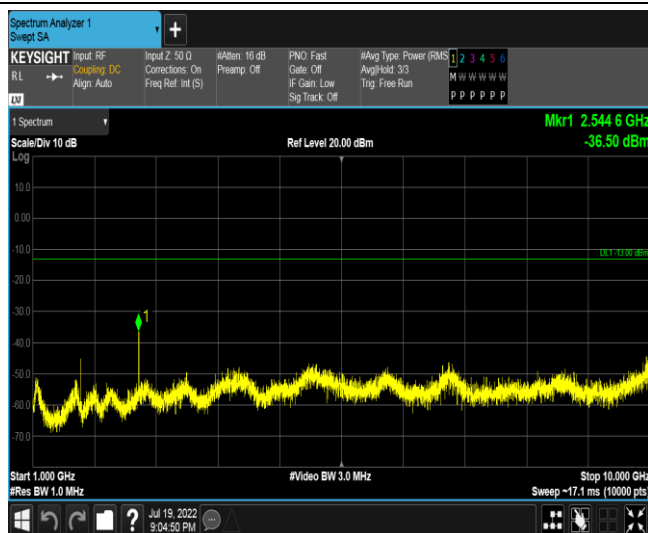 Spectrum Analyzer 1
Swept SA
+
KEYSIGHT
RL
LXI
Input: RF
Coupling: DC
Align: Auto
Input Z: 50 Ω
Corrections: On
Freq Ref: Int (S)
#Atten: 16 dB
Preamp: Off
PNO: Fast
Gate: Off
IF Gain: Low
Sig Track: Off
#Avg Type: Power (RMS
Avg|Hold: 3/3
Trig: Free Run
1 2 3 4 5 6
M W W W W W
P P P P P P
1 Spectrum
Mkr1 2.544 6 GHz
Scale/Div 10 dB
Ref Level 20.00 dBm
-36.50 dBm
Log
10.0
0.00
-10.0
DL1 -13.00 dBm
-20.0
-30.0
1
-40.0
-50.0
-60.0
-70.0
Start 1.000 GHz
#Video BW 3.0 MHz
Stop 10.000 GHz
#Res BW 1.0 MHz
Sweep ~17.1 ms (10000 pts)
?
Jul 19, 2022
9:04:50 PM